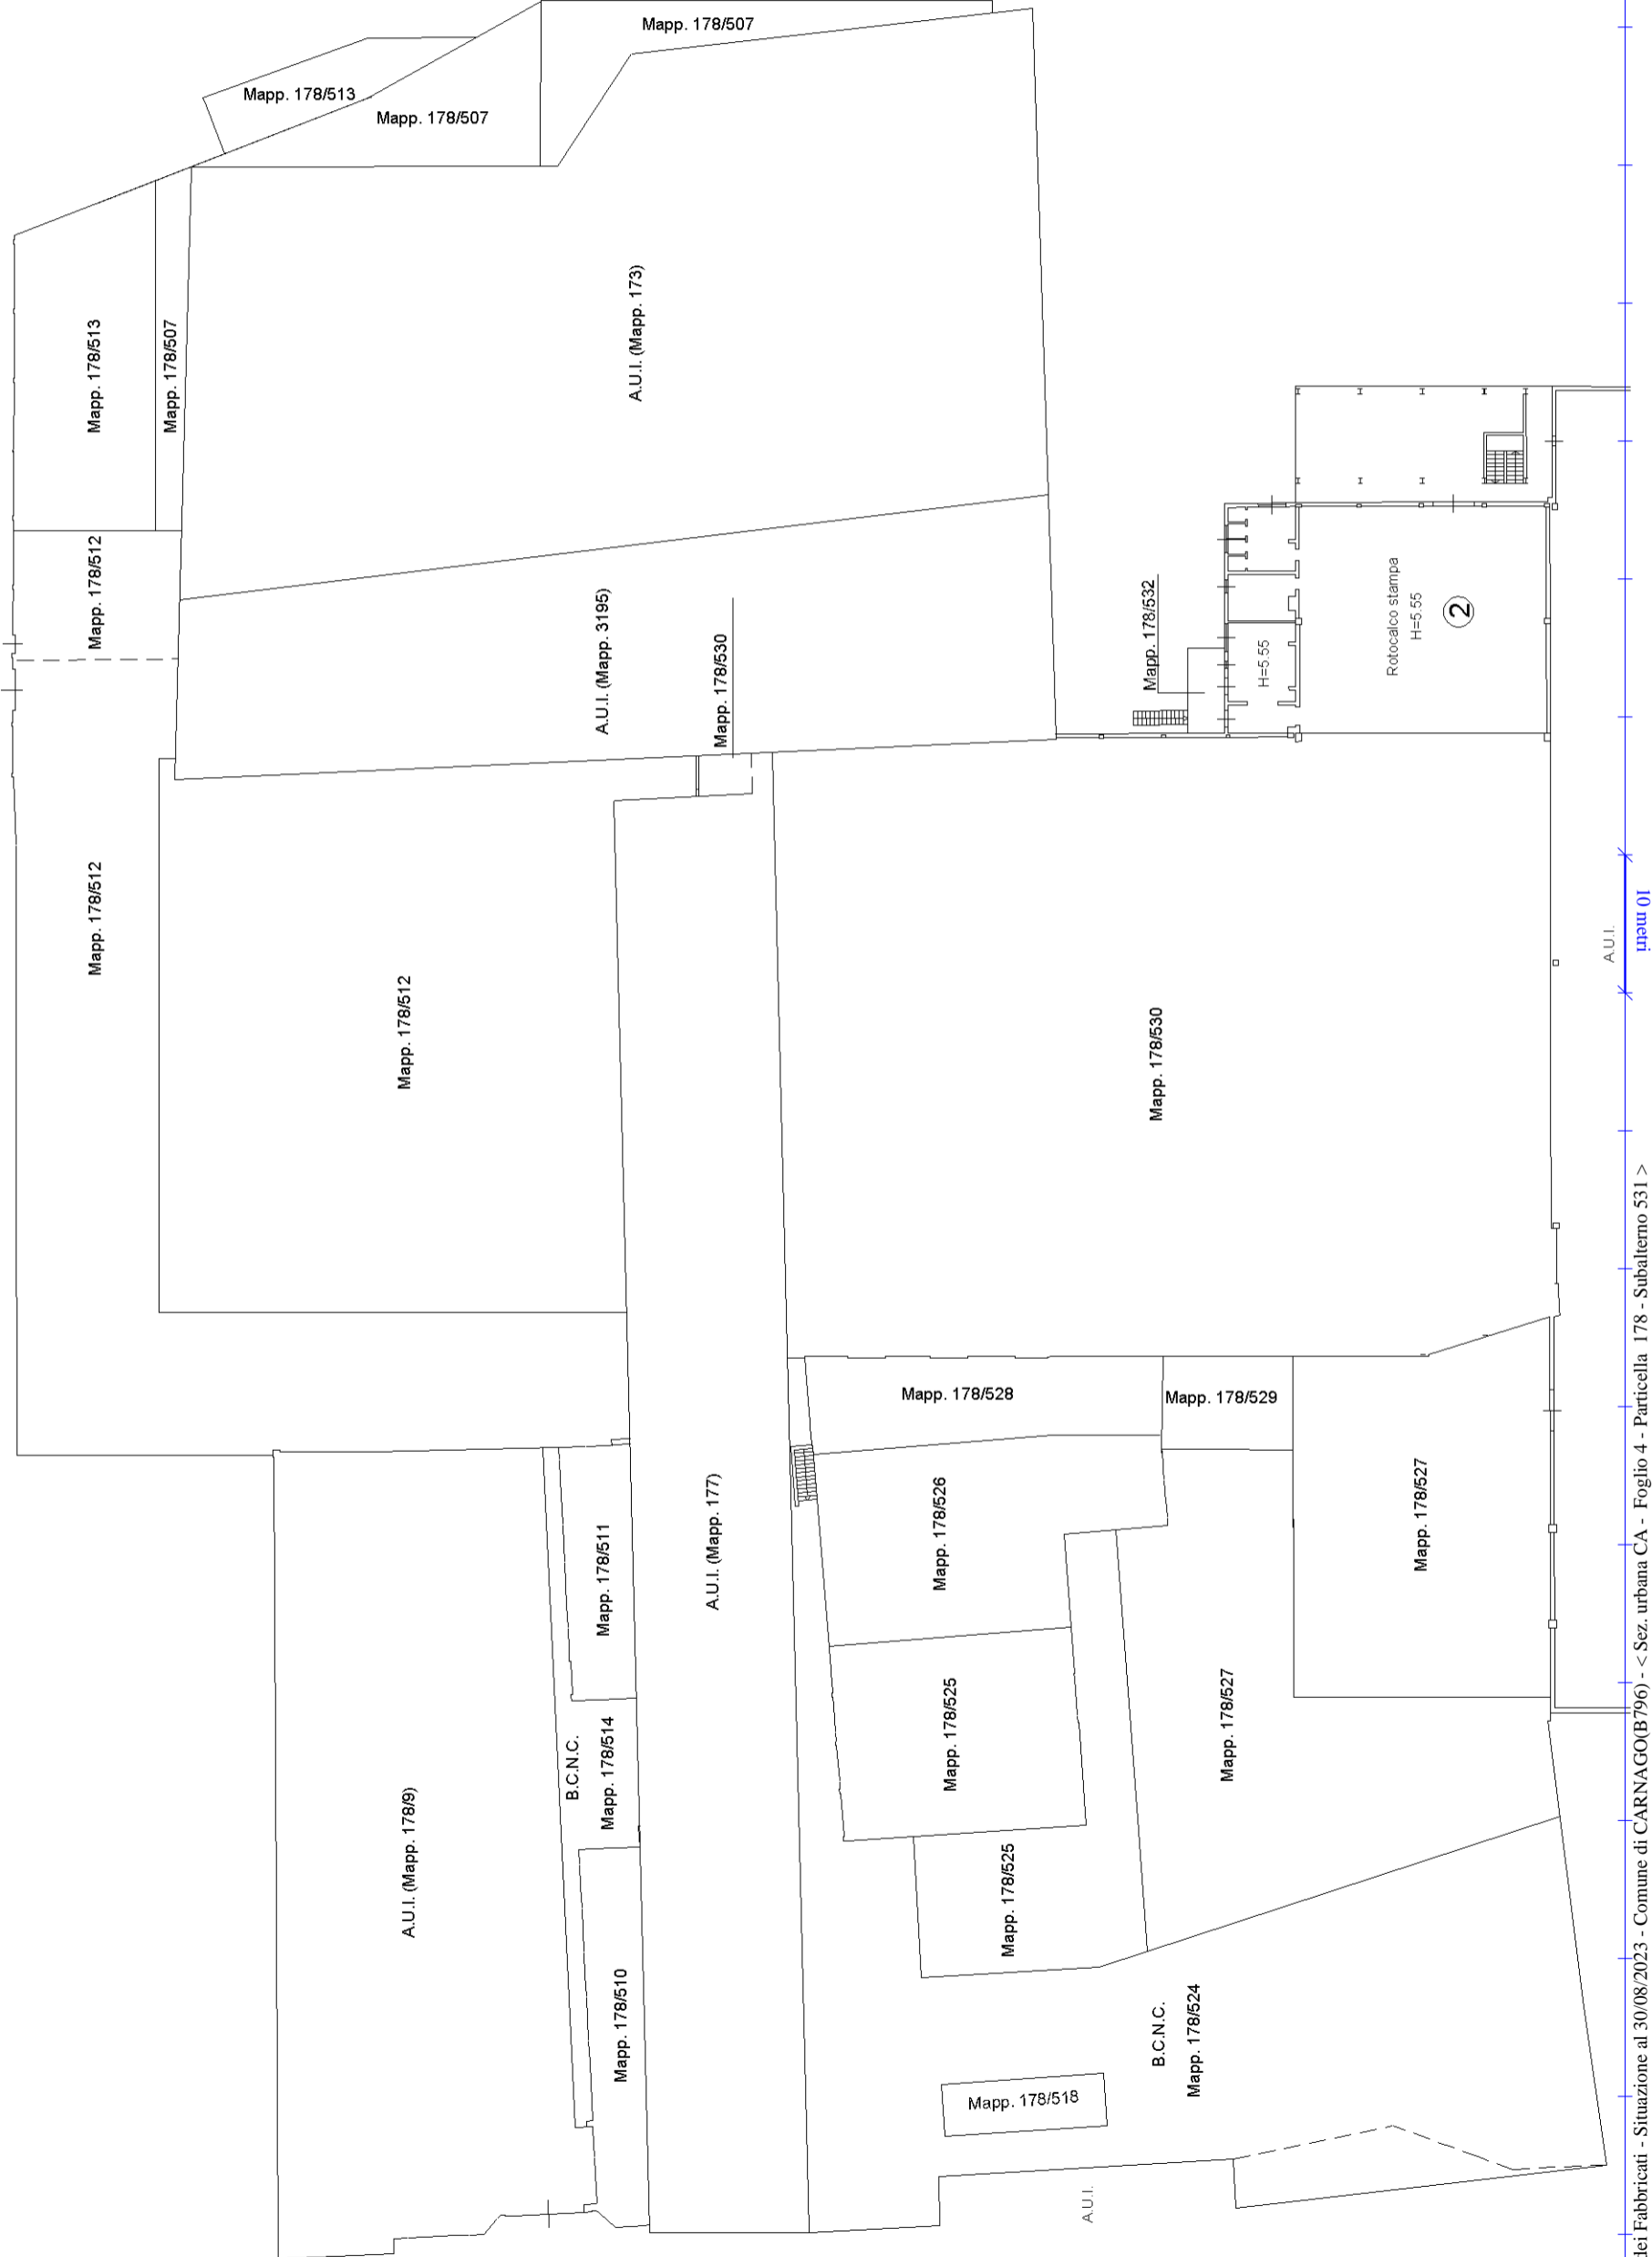 Mapp. 178/507
Mapp. 178/513
Mapp. 178/507
Mapp. 178/513
Mapp. 178/507
A.U.I. (Mapp. 173)
Mapp. 178/512
A.U.I. (Mapp. 3195)
Mapp. 178/530
Mapp. 178/532
H=5.55
Rotocalco stampa
H=5.55
2
Mapp. 178/512
Mapp. 178/512
Mapp. 178/530
A.U.I.
10 metri
Mapp. 178/528
Mapp. 178/529
Mapp. 178/526
Mapp. 178/527
A.U.I. (Mapp. 177)
Mapp. 178/511
B.C.N.C.
Mapp. 178/514
Mapp. 178/525
Mapp. 178/527
A.U.I. (Mapp. 178/9)
Mapp. 178/525
Mapp. 178/510
B.C.N.C.
Mapp. 178/524
Mapp. 178/518
A.U.I.
dei Fabbricati - Situazione al 30/08/2023 - Comune di CARNAGO(B796) - < Sez. urbana CA - Foglio 4 - Particella 178 - Subalterno 531 >